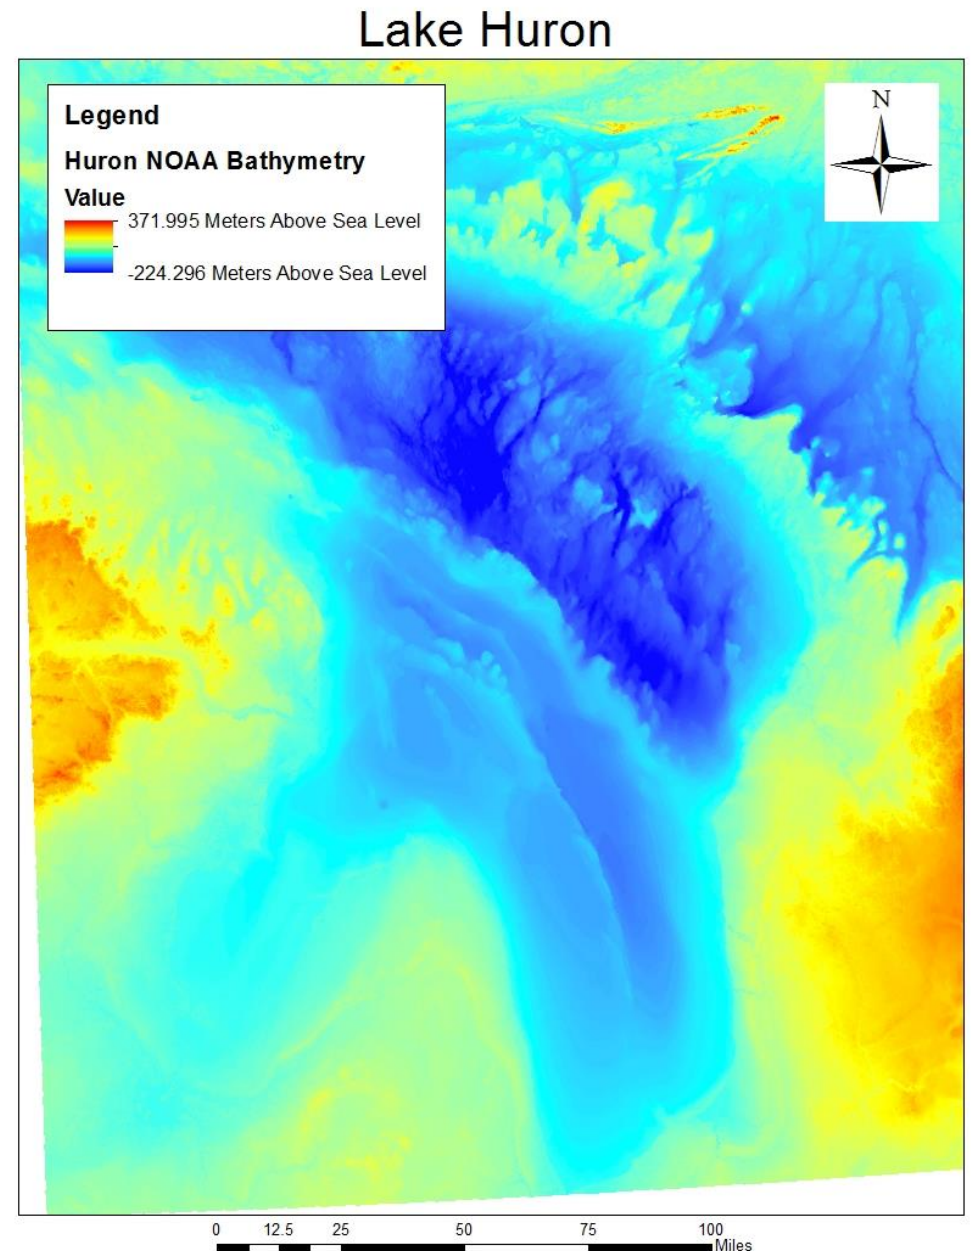 Lake Huron
Legend
Huron NOAA Bathymetry
Value
371.995 Meters Above Sea Level
-224.296 Meters Above Sea Level
N
0 12.5 25 50 75 100
Miles